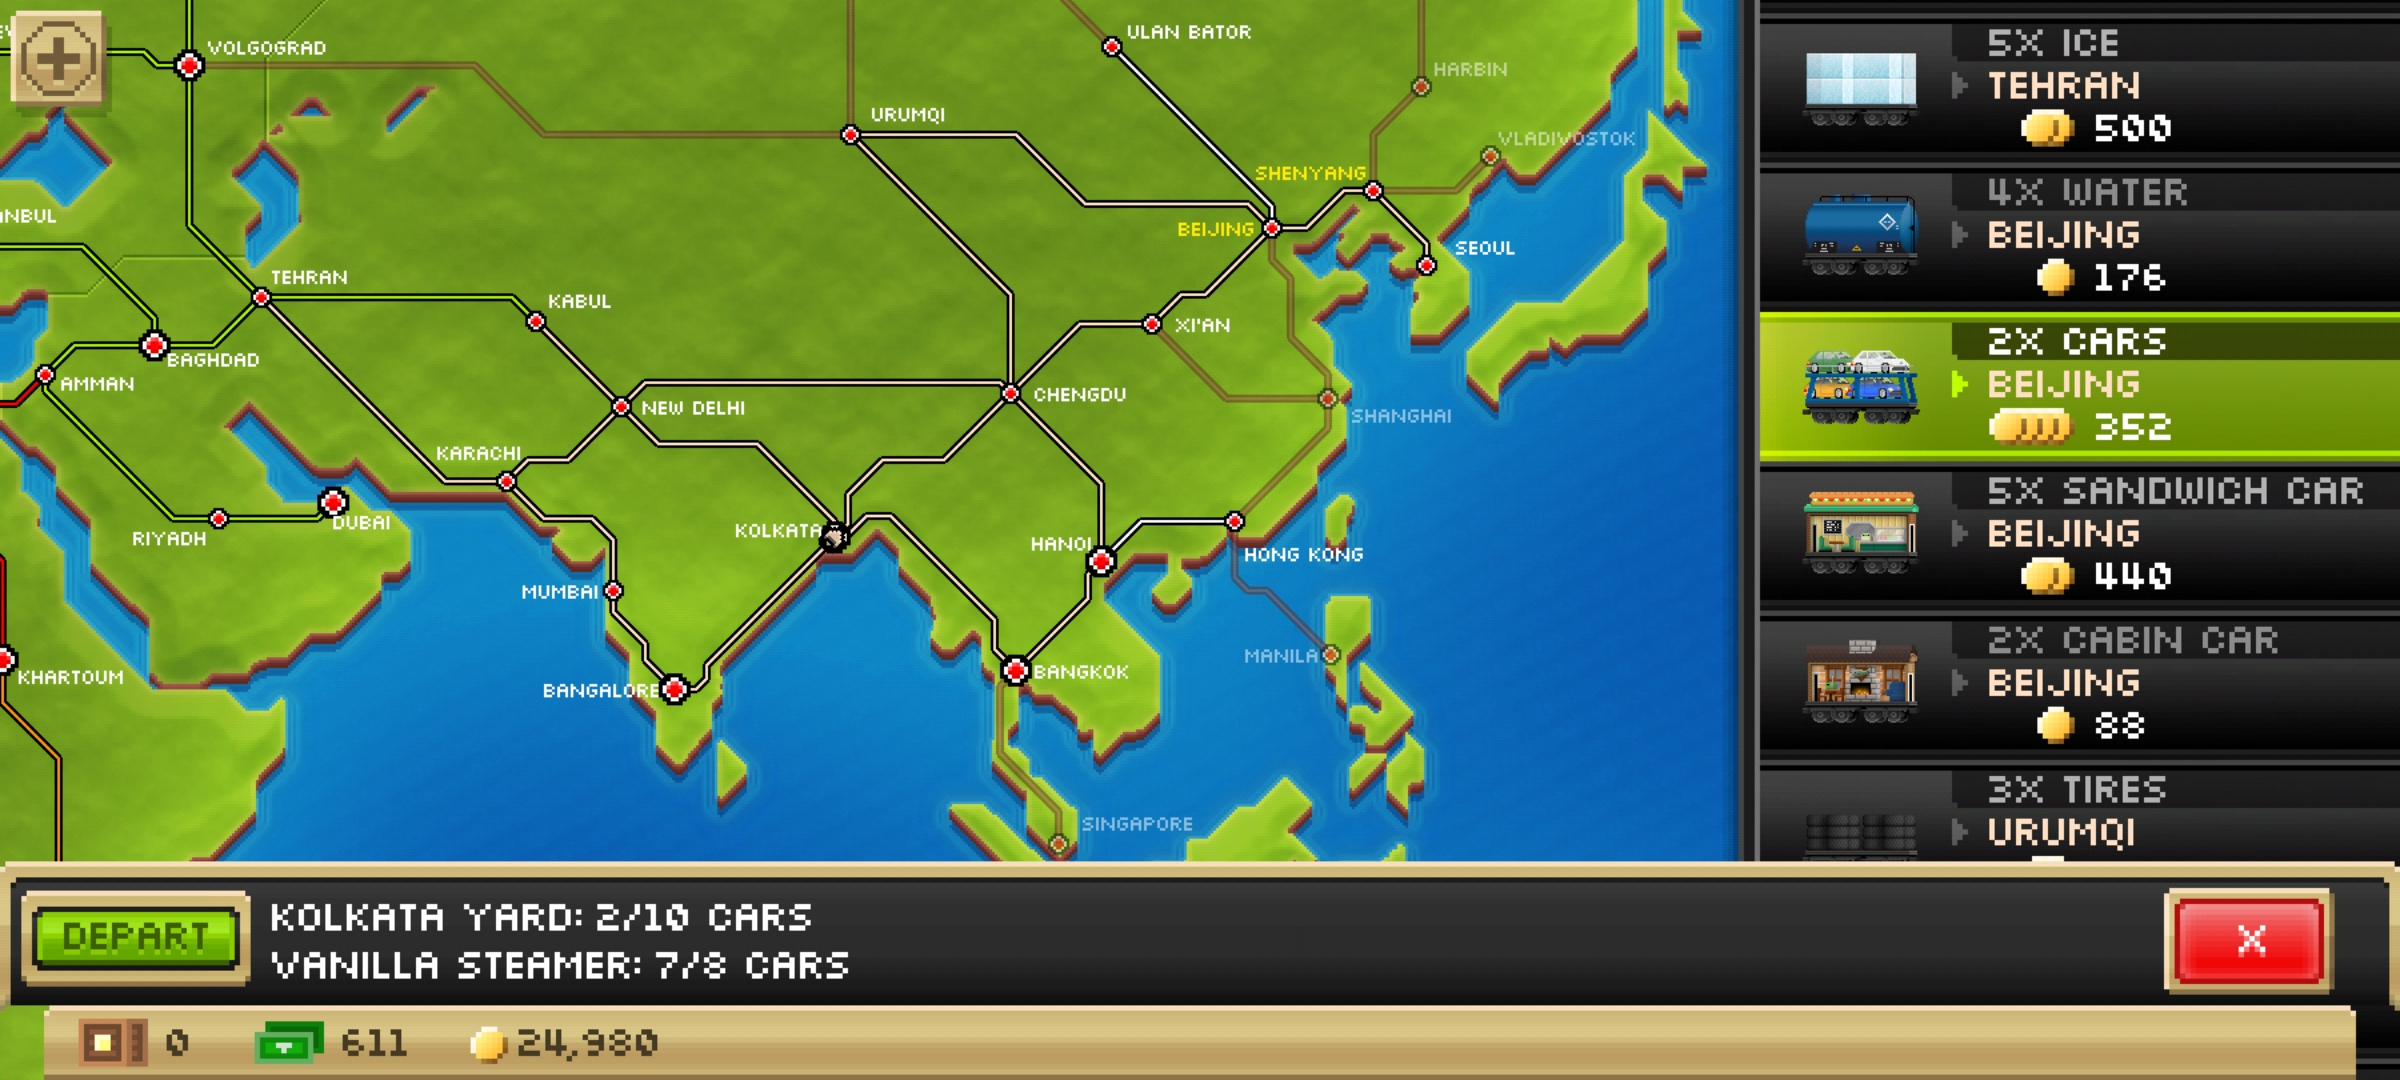 VOLGOGRAD
ULAN BATOR
HARBIN
URUMQI
VLADIVOSTOK
SHENYANG
ANBUL
BEIJING
SEOUL
TEHRAN
KABUL
XI'AN
BAGHDAD
AMMAN
NEW DELHI
CHENGDU
SHANGHAI
KARACHI
KOLKATA
DUBAI
RIYADH
HANOI
HONG KONG
MUMBAI
MANILA
KHARTOUM
BANGALORE
BANGKOK
SINGAPORE
5X ICE
TEHRAN
500
4X WATER
BEIJING
176
2X CARS
BEIJING
352
5X SANDWICH CAR
BEIJING
440
2X CABIN CAR
BEIJING
88
3X TIRES
URUMQI
DEPART
KOLKATA YARD: 2/10 CARS
VANILLA STEAMER: 7/8 CARS
X
0
611
24,980